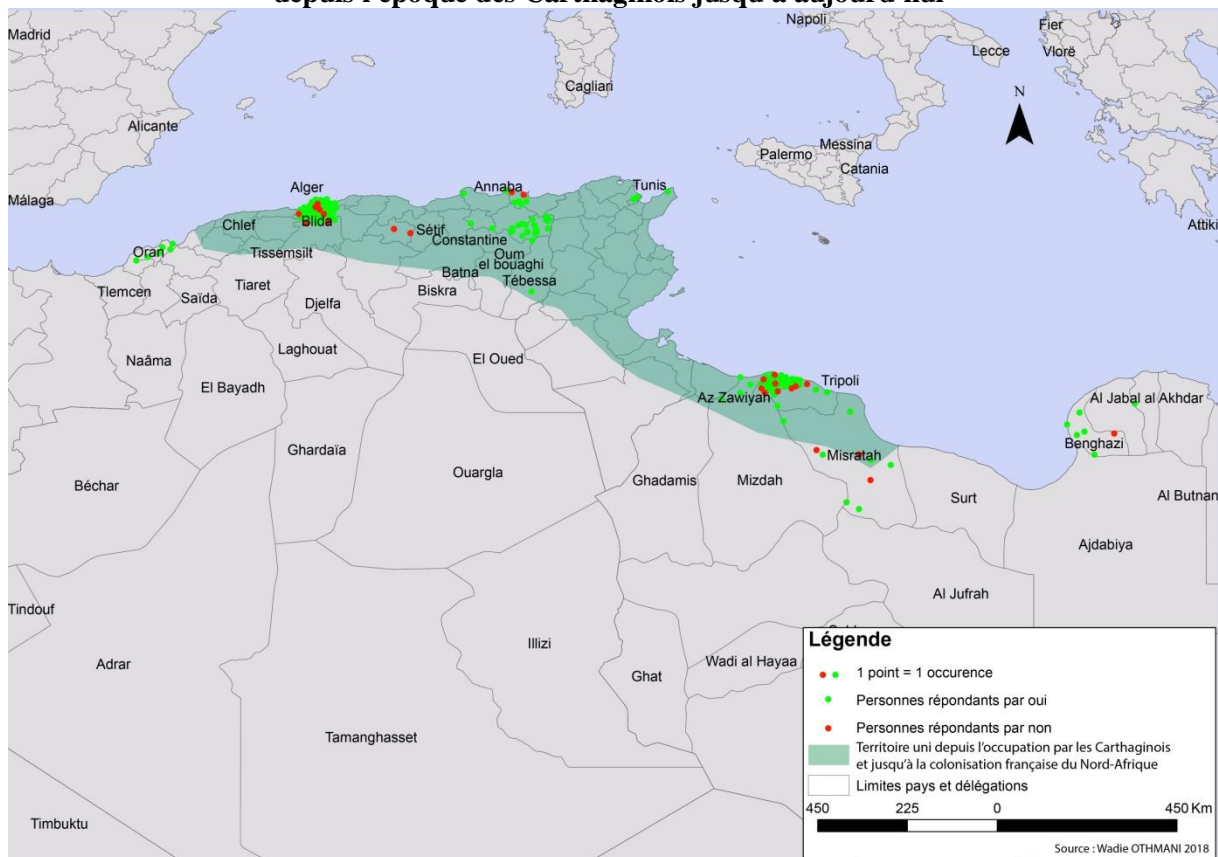 depuis l'époque des Carthaginois jusqu'à aujourd'hui
Madrid
Napoli
Fier
Vlorë
Lecce
Cagliari
N
Alicante
Messina
Palermo
Catania
Málaga
Alger
Annaba
Tunis
Attiki
Chlef
Blida
Sétif
Constantine
Oran
Tissemsilt
Oum
el bouaghi
Batna
Tébessa
Tlemcen
Saïda
Tiaret
Djelfa
Biskra
Naâma
Laghouat
El Oued
El Bayadh
Az Zawiyah
Tripoli
Al Jabal al Akhdar
Benghazi
Misratah
Ghardaïa
Ouargla
Ghadamis
Mizdah
Surt
Al Butnan
Béchar
Ajdabiya
Al Jufrah
Tindouf
Adrar
Illizi
Ghat
Wadi al Hayaa
Tamanghasset
Timbuktu
Légende
1 point = 1 occurence
Personnes répondants par oui
Personnes répondants par non
Territoire uni depuis l'occupation par les Carthaginois
et jusqu'à la colonisation française du Nord-Afrique
Limites pays et délégations
450 225 0 450 Km
Source : Wadie OTHMANI 2018